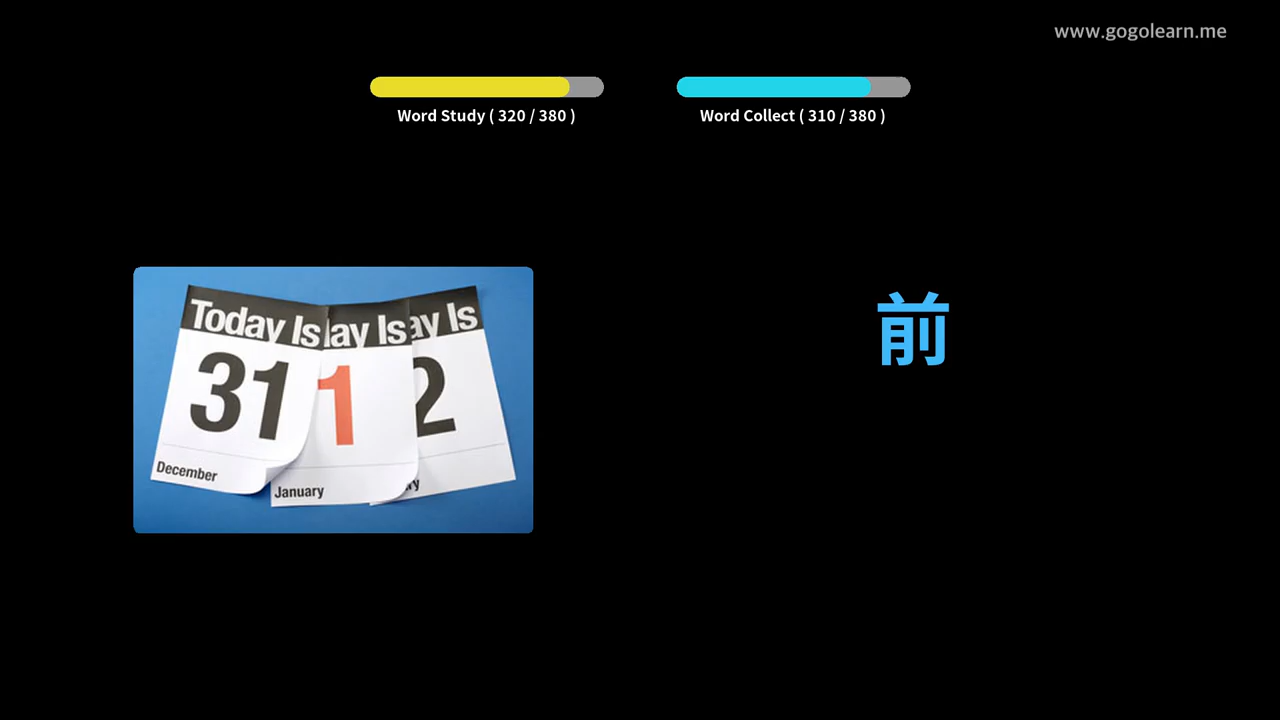 www.gogolearn.me
Word Study ( 320 / 380 )
Word Collect ( 310 / 380 )
前
Today Is
31
December
ay Is
1
January
ay Is
2
ry